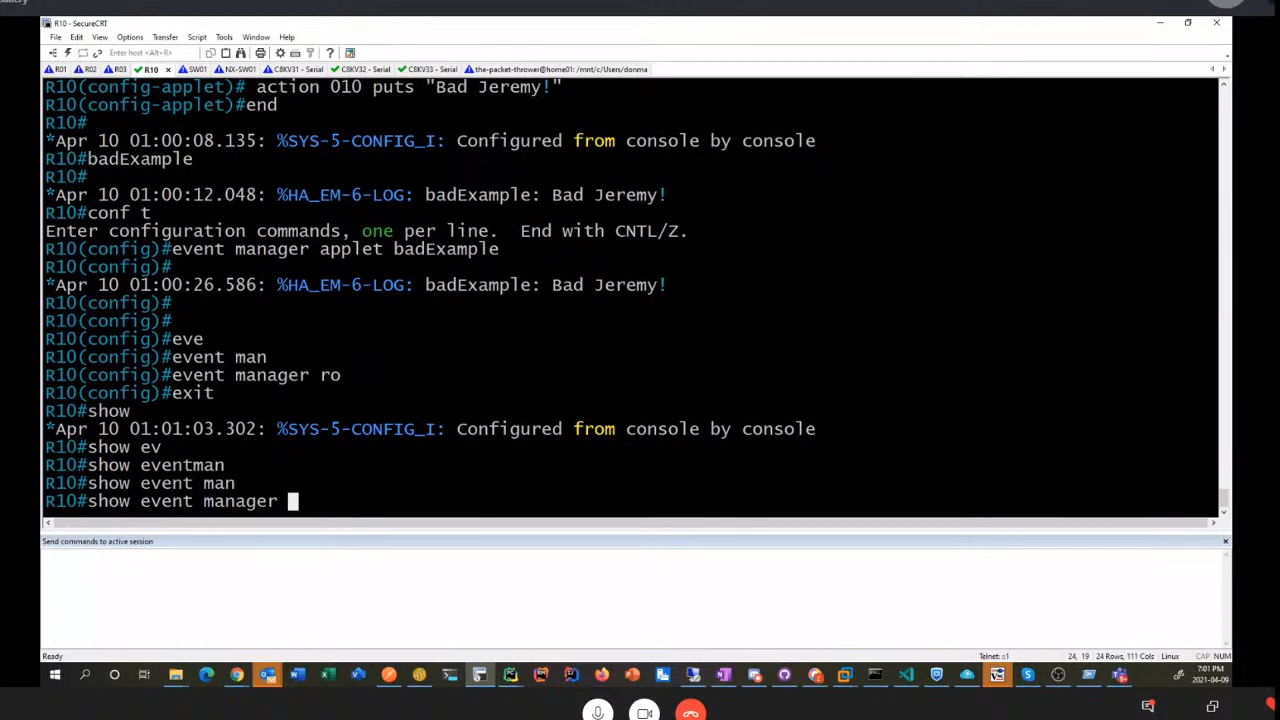 R10 - SecureCRT
File Edit View Options Transfer Script Tools Window Help
Enter host <Alt+R>
R01 R02 R03 R10 SW01 NX-SW01 C8KV31 - Serial C8KV32 - Serial C8KV33 - Serial the-packet-thrower@home01: /mnt/c/Users/donma
R10(config-applet)# action 010 puts "Bad Jeremy!"
R10(config-applet)#end
R10#
*Apr 10 01:00:08.135: %SYS-5-CONFIG_I: Configured from console by console
R10#badExample
R10#
*Apr 10 01:00:12.048: %HA_EM-6-LOG: badExample: Bad Jeremy!
R10#conf t
Enter configuration commands, one per line.  End with CNTL/Z.
R10(config)#event manager applet badExample
R10(config)#
*Apr 10 01:00:26.586: %HA_EM-6-LOG: badExample: Bad Jeremy!
R10(config)#
R10(config)#
R10(config)#eve
R10(config)#event man
R10(config)#event manager ro
R10(config)#exit
R10#show
*Apr 10 01:01:03.302: %SYS-5-CONFIG_I: Configured from console by console
R10#show ev
R10#show eventman
R10#show event man
R10#show event manager
Send commands to active session
Ready Telnet: ::1 24, 19 24 Rows, 111 Cols Linux CAP NUM
7:01 PM
2021-04-09